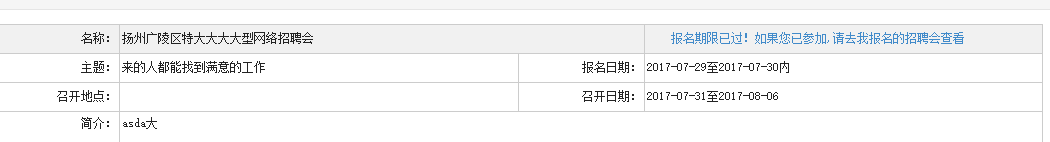 名称： 扬州广陵区特大大大大型网络招聘会 报名期限已过！如果您已参加,请去我报名的招聘会查看
主题： 来的人都能找到满意的工作 报名日期： 2017-07-29至2017-07-30内
召开地点： 召开日期： 2017-07-31至2017-08-06
简介： asda大